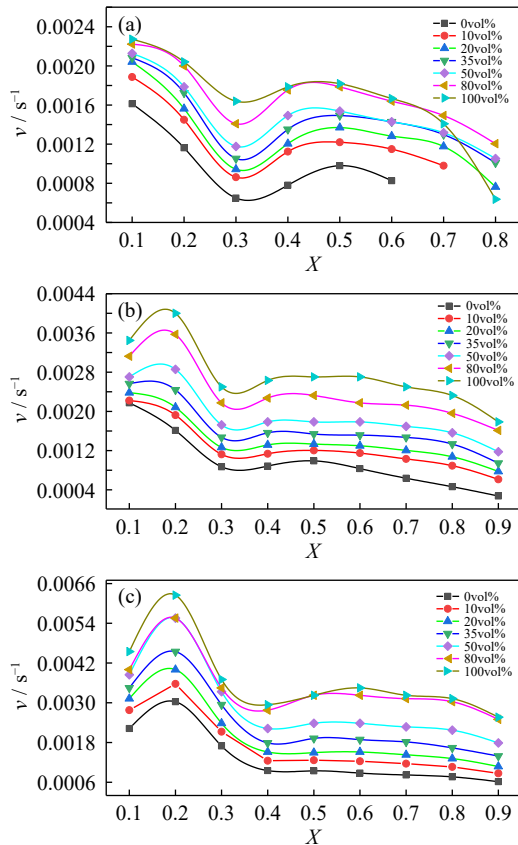 (a)
0.0024
0.0020
0.0016
0.0012
0.0008
0.0004
v / s⁻¹
0vol%
10vol%
20vol%
35vol%
50vol%
80vol%
100vol%
0.1 0.2 0.3 0.4 0.5 0.6 0.7 0.8
X
(b)
0.0044
0.0036
0.0028
0.0020
0.0012
0.0004
v / s⁻¹
0vol%
10vol%
20vol%
35vol%
50vol%
80vol%
100vol%
0.1 0.2 0.3 0.4 0.5 0.6 0.7 0.8 0.9
X
(c)
0.0066
0.0054
0.0042
0.0030
0.0018
0.0006
v / s⁻¹
0vol%
10vol%
20vol%
35vol%
50vol%
80vol%
100vol%
0.1 0.2 0.3 0.4 0.5 0.6 0.7 0.8 0.9
X